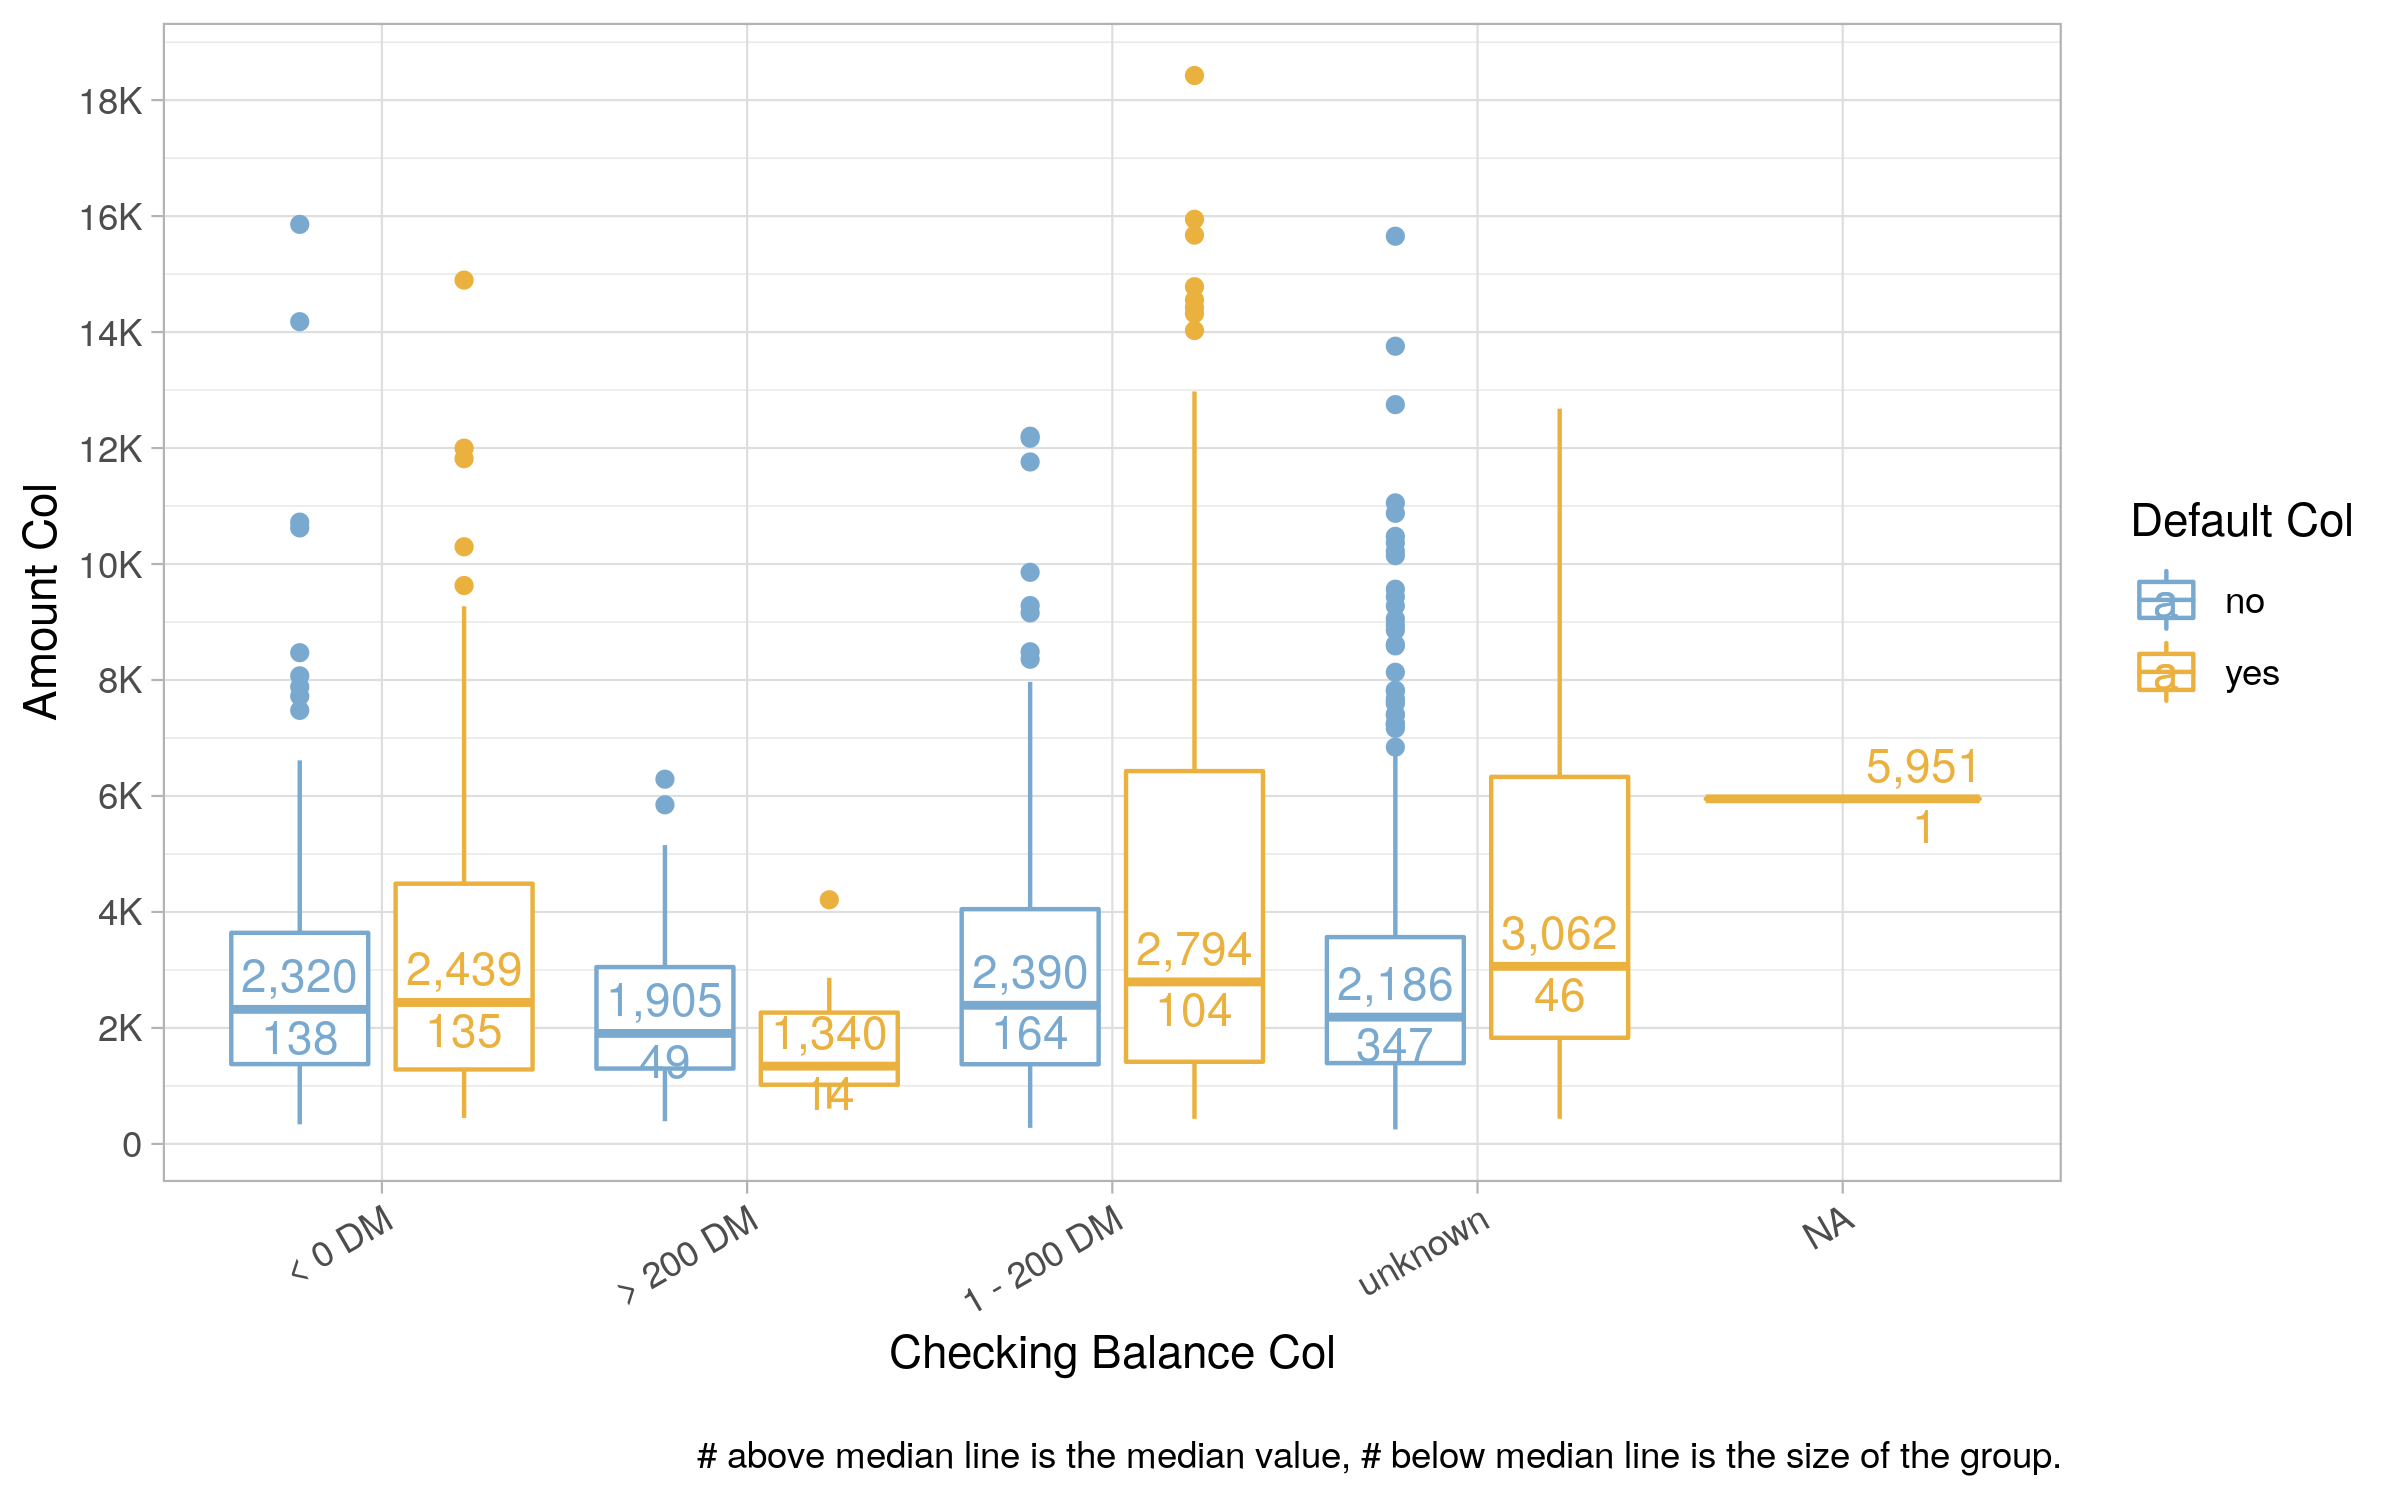 18K
16K
14K
12K
10K
8K
6K
4K
2K
0
Amount Col
2,320
138
2,439
135
1,905
49
1,340
14
2,390
164
2,794
104
2,186
347
3,062
46
5,951
1
< 0 DM
> 200 DM
1 - 200 DM
unknown
NA
Checking Balance Col
Default Col
a no
a yes
# above median line is the median value, # below median line is the size of the group.